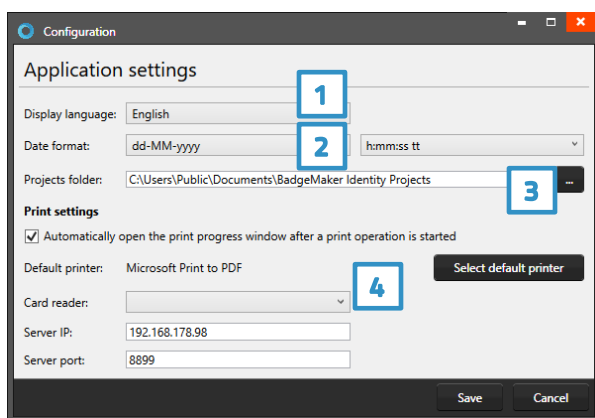 Configuration
Application settings
1
Display language: English
Date format: dd-MM-yyyy 2 h:mm:ss tt
Projects folder: C:\Users\Public\Documents\BadgeMaker Identity Projects 3 ...
Print settings
Automatically open the print progress window after a print operation is started
Default printer: Microsoft Print to PDF Select default printer
4
Card reader:
Server IP: 192.168.178.98
Server port: 8899
Save Cancel